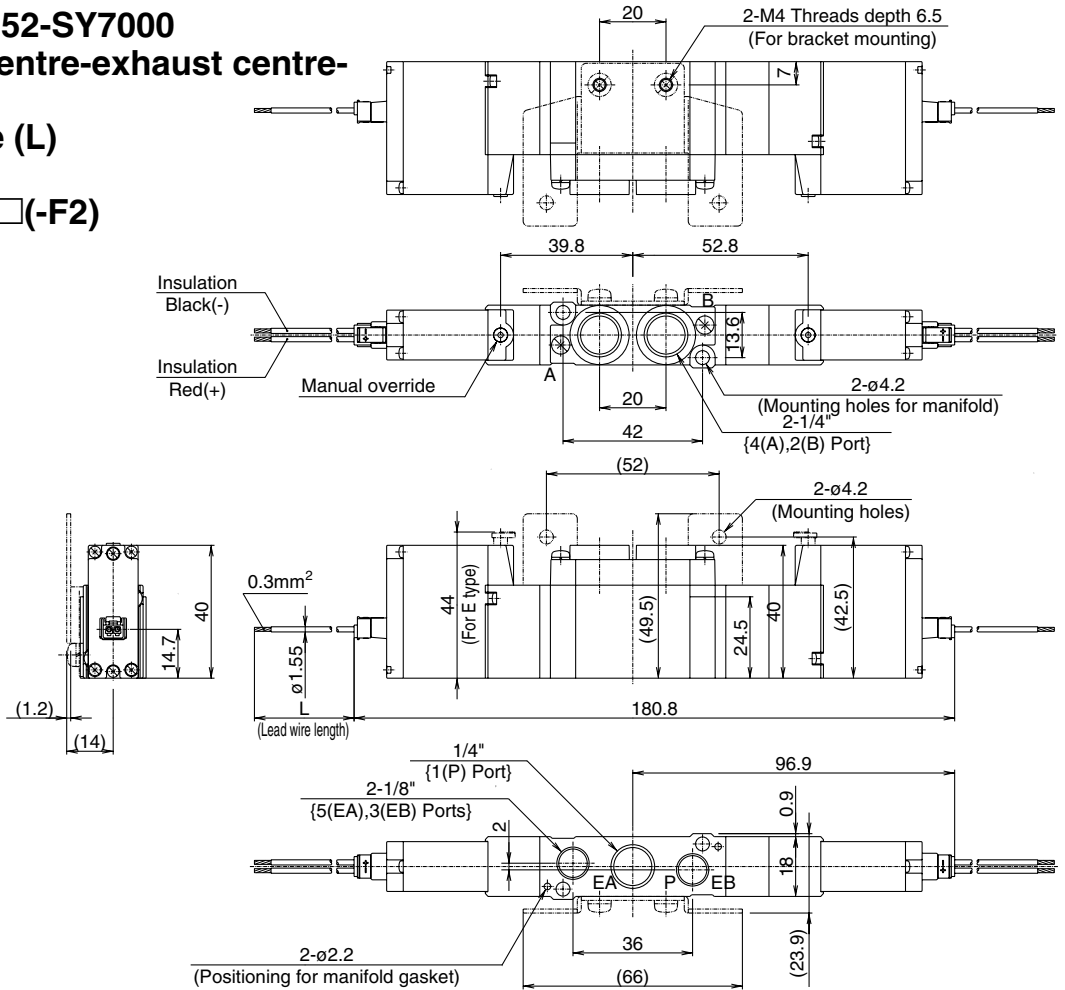 52-SY7000
entre-exhaust centre-
e (L)
□(-F2)
20
2-M4 Threads depth 6.5
(For bracket mounting)
7
39.8
52.8
Insulation
Black(-)
Insulation
Red(+)
Manual override
A
B
13.6
20
42
2-ø4.2
(Mounting holes for manifold)
2-1/4"
{4(A),2(B) Port}
(52)
2-ø4.2
(Mounting holes)
0.3mm²
40
14.7
ø1.55
44
(For E type)
(49.5)
24.5
40
(42.5)
(1.2)
(14)
L
(Lead wire length)
180.8
1/4"
{1(P) Port}
96.9
2-1/8"
{5(EA),3(EB) Ports}
2
0.9
18
EA
P
EB
36
(66)
(23.9)
2-ø2.2
(Positioning for manifold gasket)